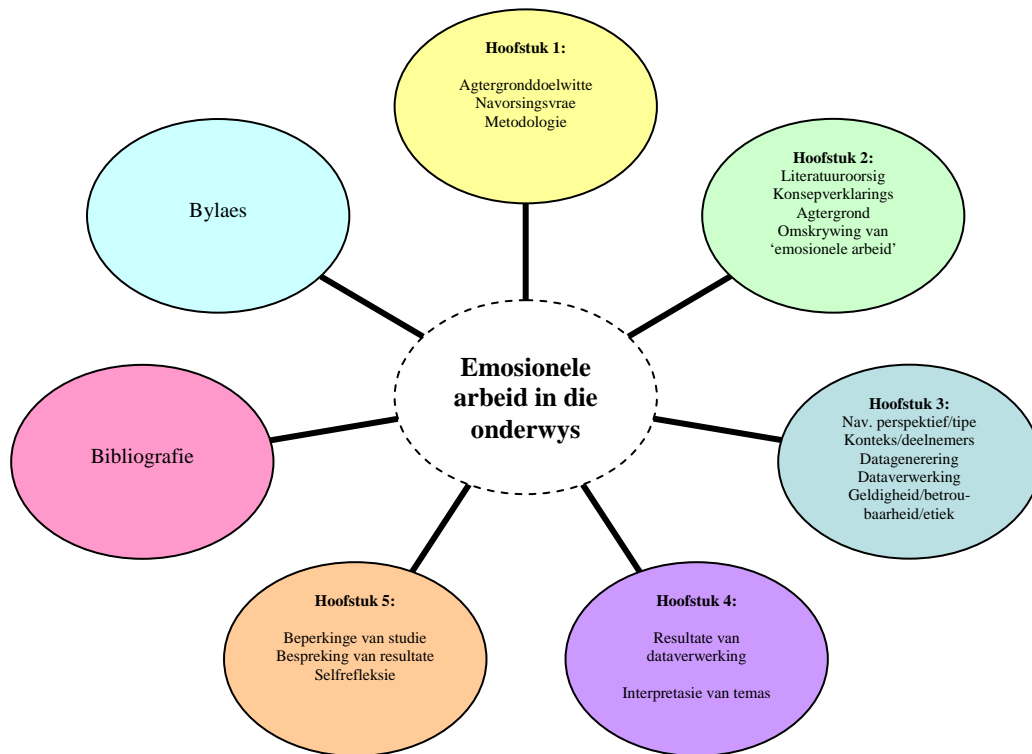 Hoofstuk 1:
Agtergronddoelwitte
Navorsingsvrae
Metodologie
Hoofstuk 2:
Literatuuroorsig
Konsepverklarings
Agtergrond
Omskrywing van
‘emosionele arbeid’
Hoofstuk 3:
Nav. perspektief/tipe
Konteks/deelnemers
Datagenerering
Dataverwerking
Geldigheid/betrou-
baarheid/etiek
Hoofstuk 4:
Resultate van
dataverwerking
Interpretasie van temas
Hoofstuk 5:
Beperkinge van studie
Bespreking van resultate
Selfrefleksie
Bibliografie
Bylaes
Emosionele
arbeid in die
onderwys